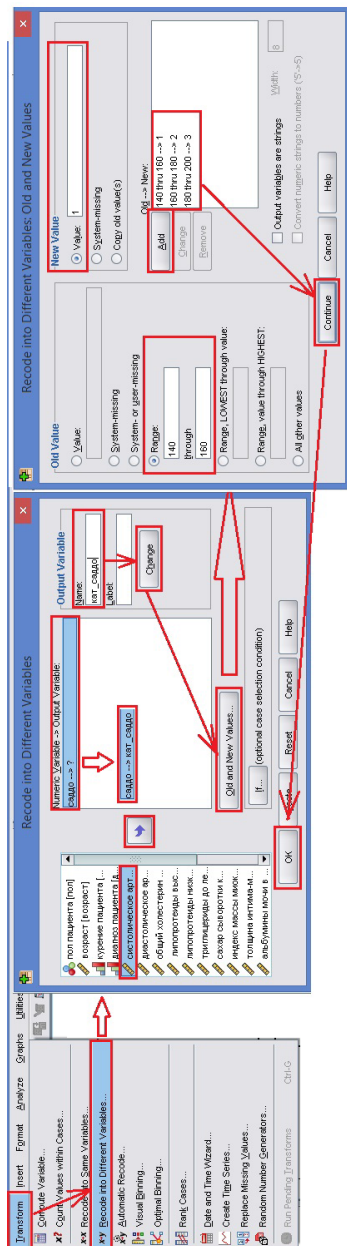 Transform Insert Format Analyze Graphs Utilities
Compute Variable...
x? Count Values within Cases...
x-x Recode into Same Variables...
x-y Recode into Different Variables...
Automatic Recode...
Visual Binning...
Optimal Binning...
Rank Cases...
Date and Time Wizard...
Create Time Series...
Replace Missing Values...
Random Number Generators...
Run Pending Transforms Ctrl-G
Recode into Different Variables
пол пациента [пол]
возраст [возраст]
курение пациента [...
диагноз пациента [д...
систолическое арт...
диастолическое ар...
общий холестерин ...
липопротеиды выс...
липопротеиды низк...
триглицериды до ле...
сахар сыворотки к...
индекс массы миок...
толщина интима-м...
альбумины мочи в ...
Numeric Variable -> Output Variable:
саддо --> ?
саддо --> кат_саддо
Output Variable
Name:
кат_саддо
Label:
Change
Old and New Values...
If... (optional case selection condition)
OK Reset Cancel Help
Recode into Different Variables: Old and New Values
Old Value
Value:
System-missing
System- or user-missing
Range:
140
through
160
Range, LOWEST through value:
Range, value through HIGHEST:
All other values
New Value
Value: 1
System-missing
Copy old value(s)
Old --> New:
Add
Change
Remove
140 thru 160 --> 1
160 thru 180 --> 2
180 thru 200 --> 3
Output variables are strings Width: 8
Convert numeric strings to numbers ('5'->5)
Continue Cancel Help